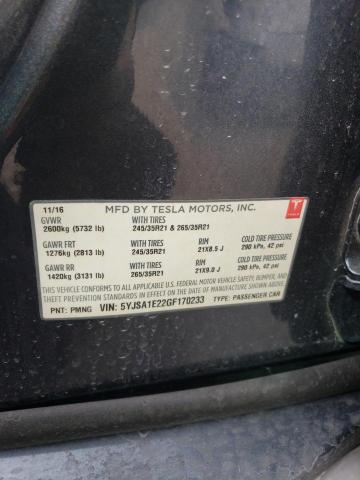 11/16 MFD BY TESLA MOTORS, INC.
GVWR WITH TIRES
2600kg (5732 lb) 245/35R21 & 265/35R21
GAWR FRT WITH TIRES RIM COLD TIRE PRESSURE
1276kg (2813 lb) 245/35R21 21X8.5 J 290 kPa, 42 psi
GAWR RR WITH TIRES RIM COLD TIRE PRESSURE
1420kg (3131 lb) 265/35R21 21X9.0 J 290 kPa, 42 psi
THIS VEHICLE CONFORMS TO ALL APPLICABLE U.S. FEDERAL MOTOR VEHICLE SAFETY, BUMPER,
AND THEFT PREVENTION STANDARDS IN EFFECT ON THE DATE OF MANUFACTURE SHOWN ABOVE.
PNT: PMNG VIN: 5YJSA1E22GF170233 TYPE: PASSENGER CAR
TESLA